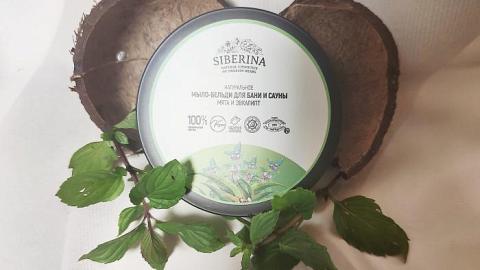 SIBERINA
НАТУРАЛЬНОЕ
МЫЛО-БЕЛЬДИ ДЛЯ БАНИ И САУНЫ
МЯТА И ЭВКАЛИПТ
100%